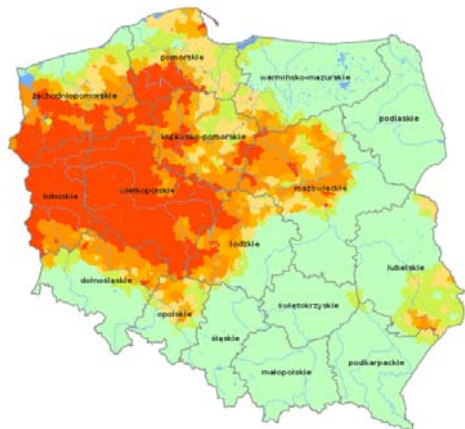 pomorskie
warmińsko-mazurskie
zachodniopomorskie
podlaskie
kujawsko-pomorskie
mazowieckie
lubuskie
wielkopolskie
łódzkie
lubelskie
dolnośląskie
opolskie
świętokrzyskie
śląskie
podkarpackie
małopolskie